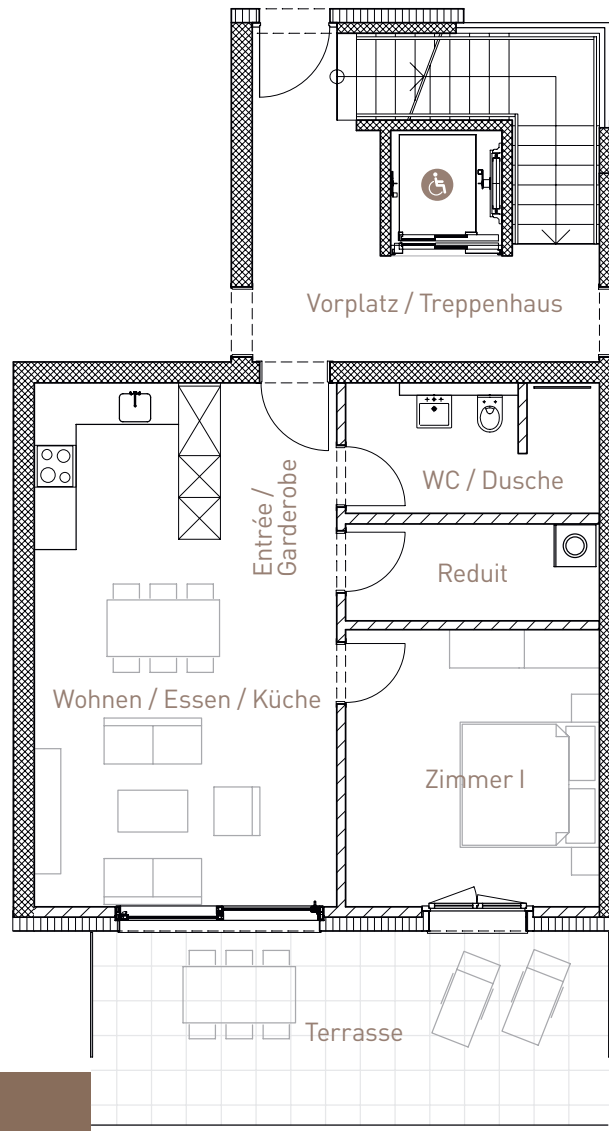 Vorplatz / Treppenhaus
WC / Dusche
Entrée /
Garderobe
Reduit
Wohnen / Essen / Küche
Zimmer I
Terrasse